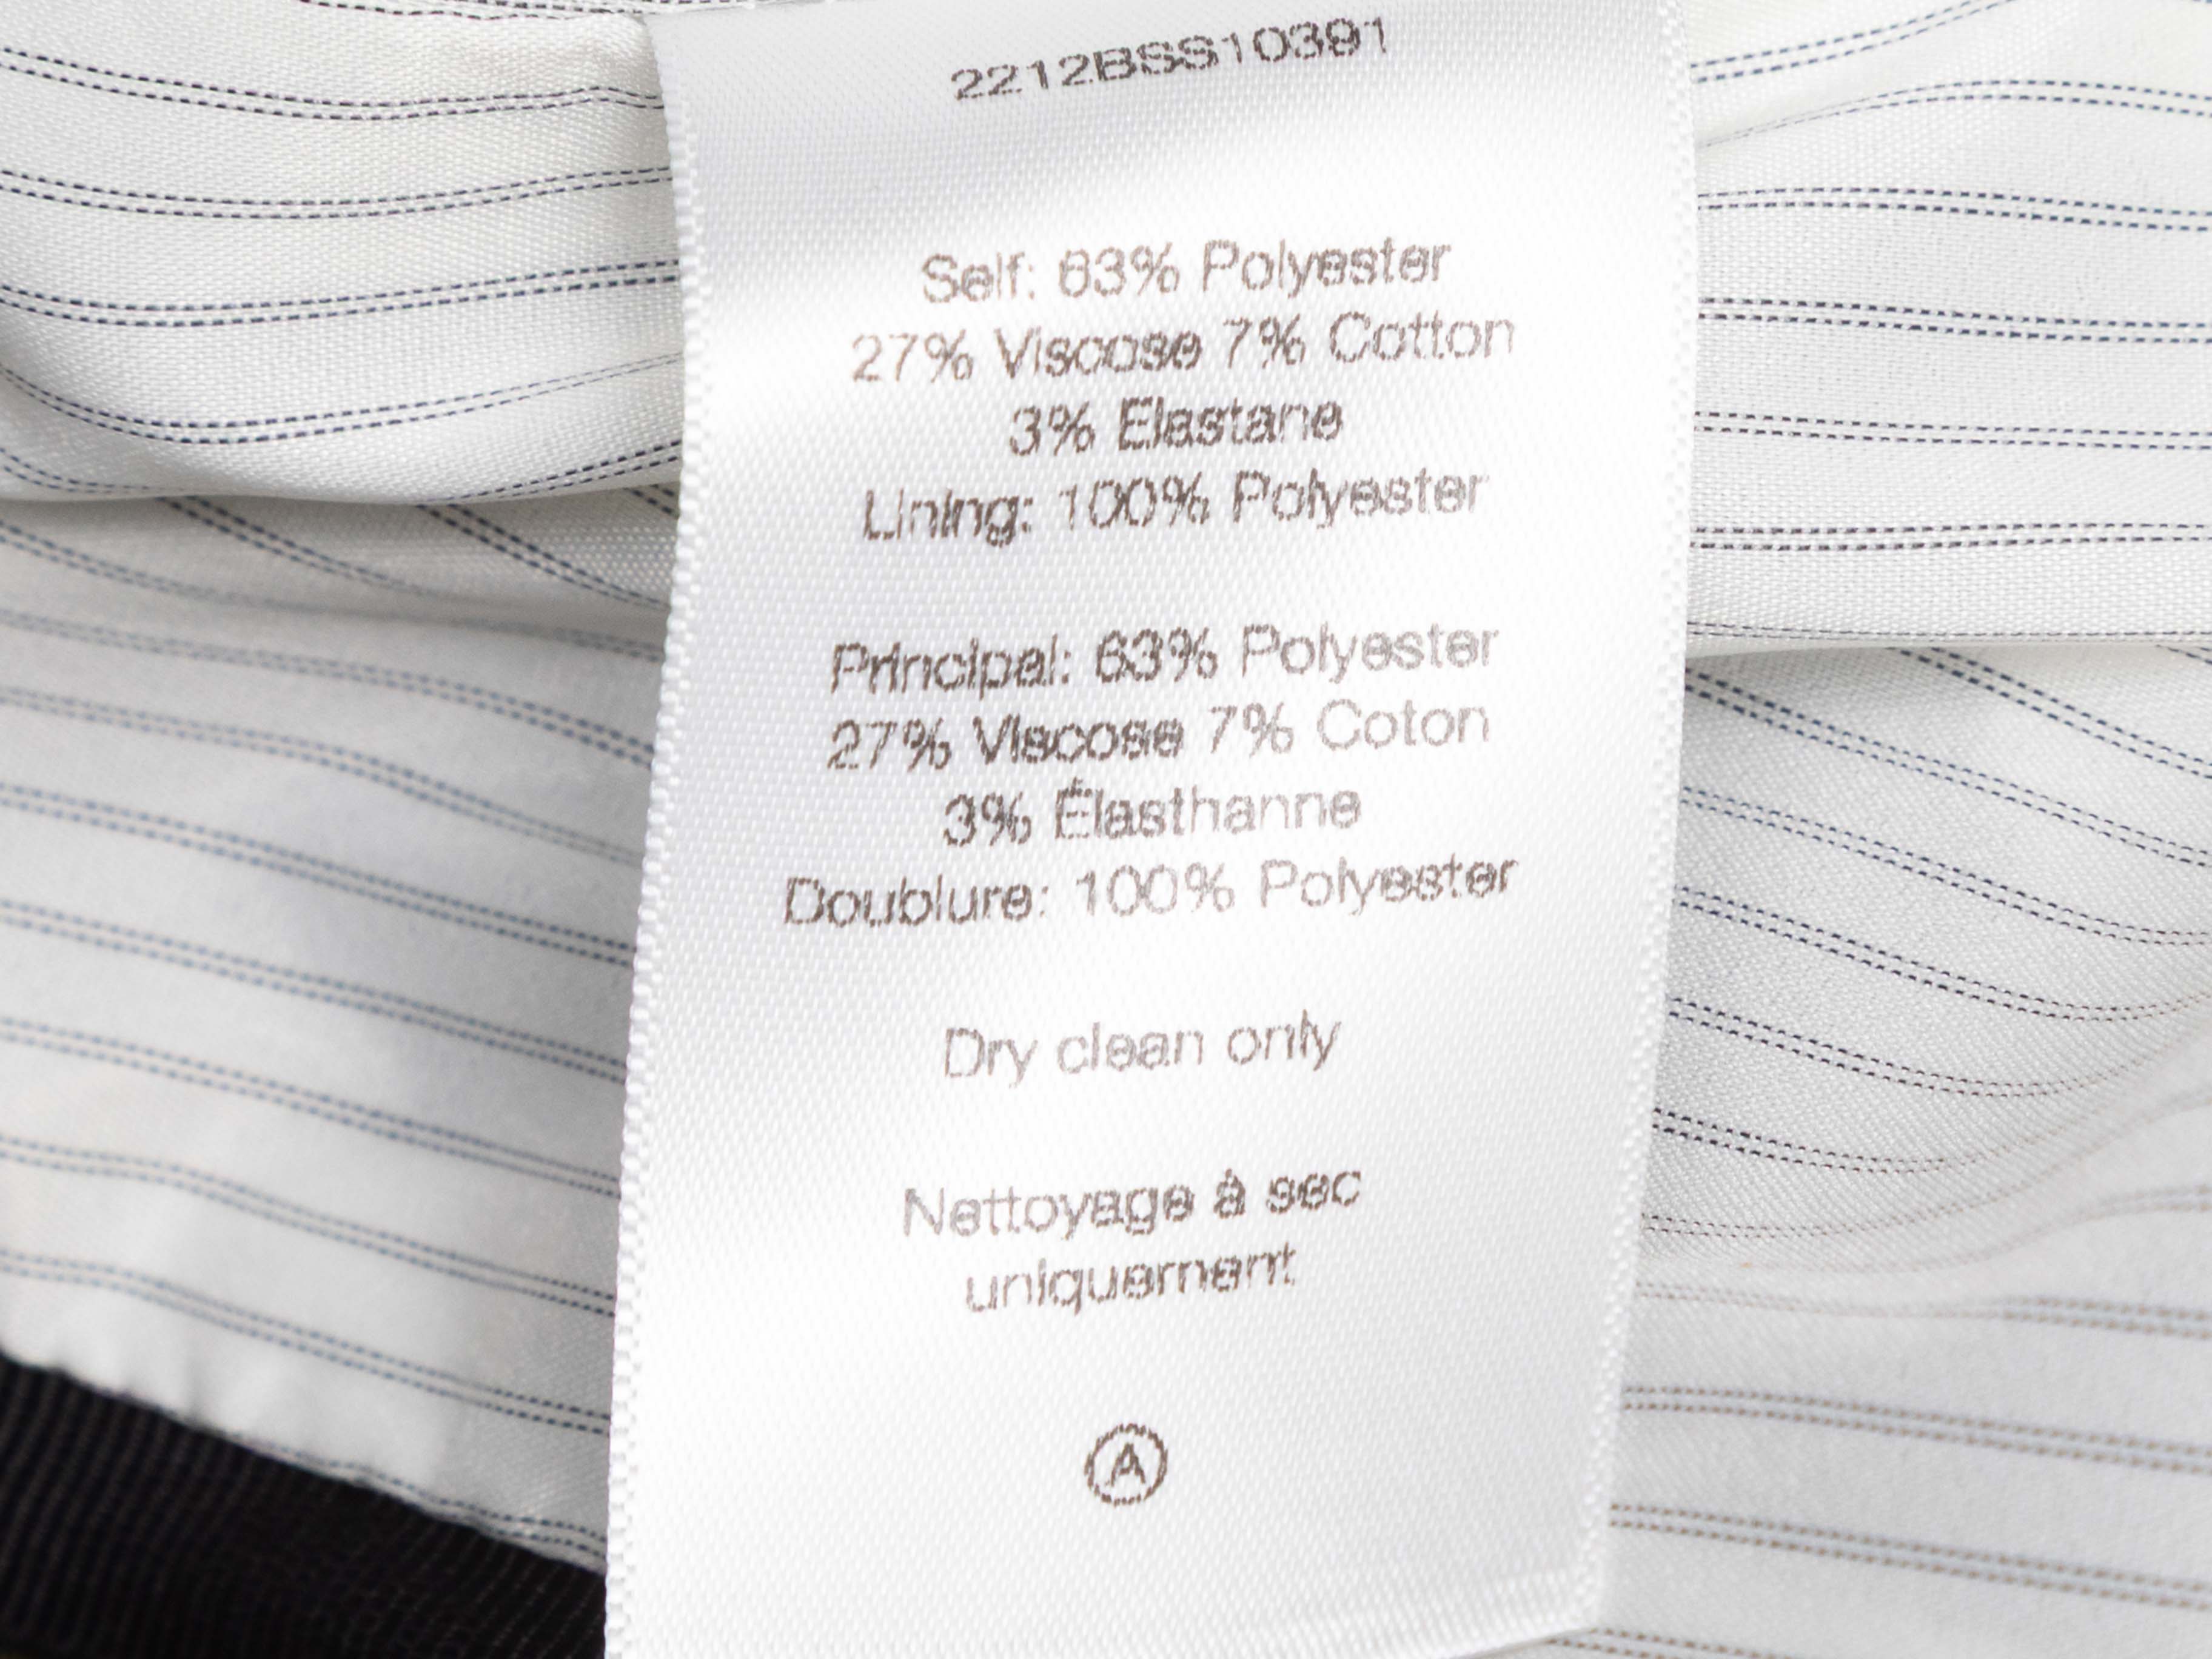 2212BSS10391
Self: 63% Polyester
27% Viscose 7% Cotton
3% Elastane
Lining: 100% Polyester
Principal: 63% Polyester
27% Viscose 7% Coton
3% Élasthanne
Doublure: 100% Polyester
Dry clean only
Nettoyage à sec
uniquement
A